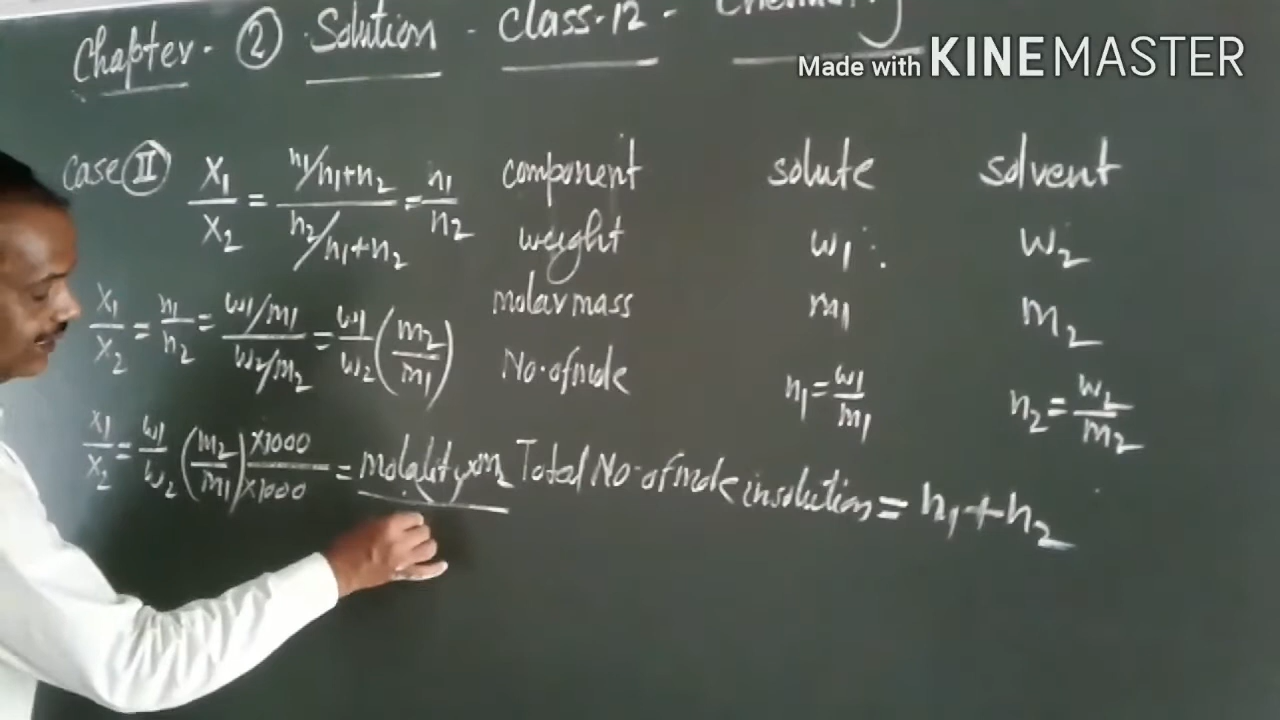 Chapter - ② Solution - Class-12 - Chemistry
Made with KINEMASTER
Case Ⓘ︎Ⓘ︎ X₁/X₂ = (n₁/n₁+n₂)/(n₂/n₁+n₂) = n₁/n₂
X₁/X₂ = n₁/n₂ = (w₁/m₁)/(w₂/m₂) = w₁/w₂ (m₂/m₁)
X₁/X₂ = w₁/w₂ (m₂/m₁) ×1000/×1000 = molality×m₂
component solute solvent
weight w₁ w₂
molar mass m₁ m₂
No. of mole n₁ = w₁/m₁ n₂ = w₂/m₂
Total No. of mole in solution = n₁ + n₂